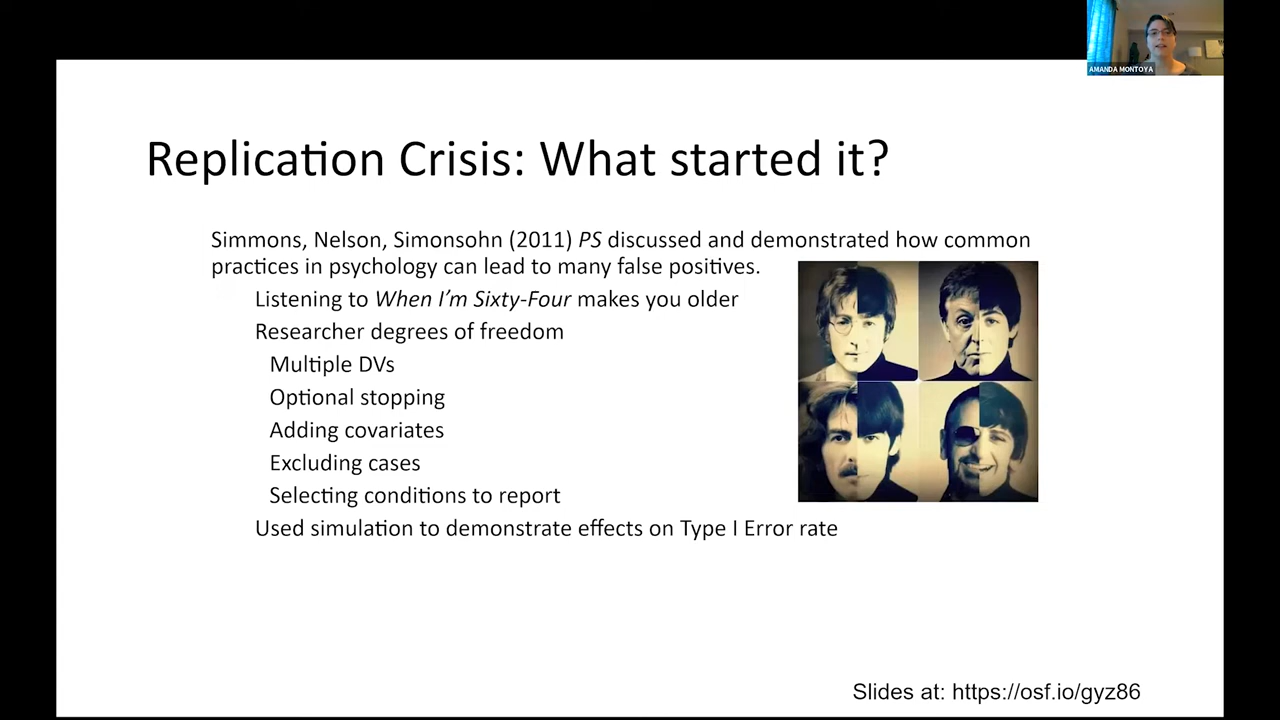 AMANDA MONTOYA
Replication Crisis: What started it?
Simmons, Nelson, Simonsohn (2011) PS discussed and demonstrated how common
practices in psychology can lead to many false positives.
Listening to When I'm Sixty-Four makes you older
Researcher degrees of freedom
Multiple DVs
Optional stopping
Adding covariates
Excluding cases
Selecting conditions to report
Used simulation to demonstrate effects on Type I Error rate
Slides at: https://osf.io/gyz86